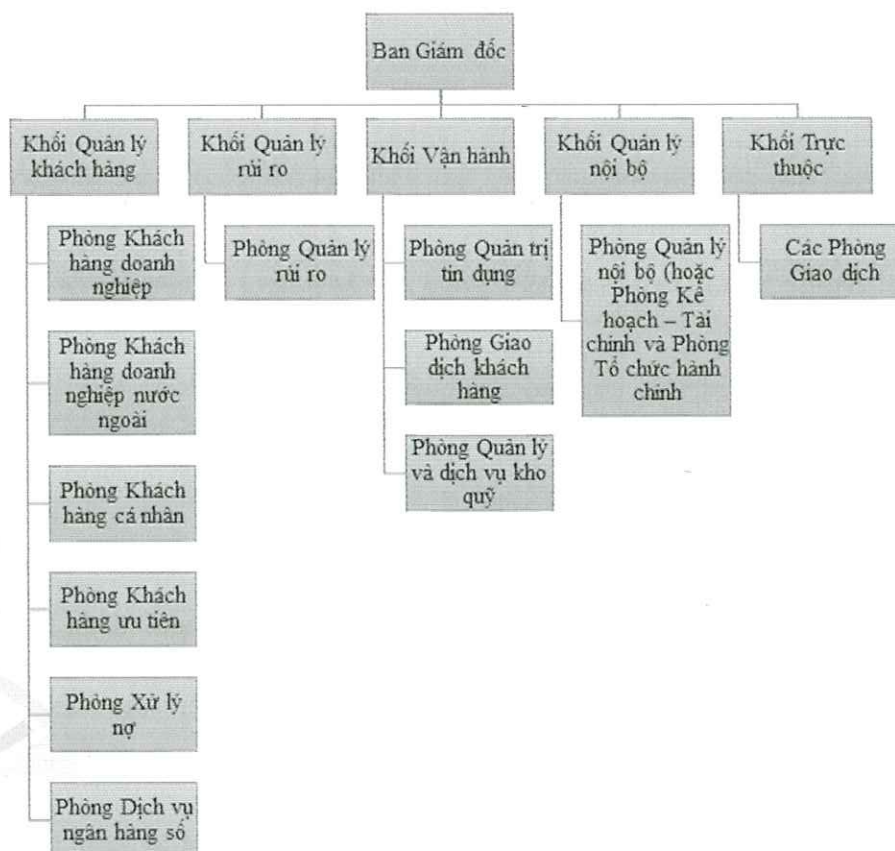 Ban Giám đốc
Khối Quản lý
khách hàng
Phòng Khách
hàng doanh
nghiệp
Phòng Khách
hàng doanh
nghiệp nước
ngoài
Phòng Khách
hàng cá nhân
Phòng Khách
hàng ưu tiên
Phòng Xử lý
nợ
Phòng Dịch vụ
ngân hàng số
Khối Quản lý
rủi ro
Phòng Quản lý
rủi ro
Khối Vận hành
Phòng Quản trị
tín dụng
Phòng Giao
dịch khách
hàng
Phòng Quản lý
và dịch vụ kho
quỹ
Khối Quản lý
nội bộ
Phòng Quản lý
nội bộ (hoặc
Phòng Kế
hoạch – Tài
chính và Phòng
Tổ chức hành
chính
Khối Trực
thuộc
Các Phòng
Giao dịch